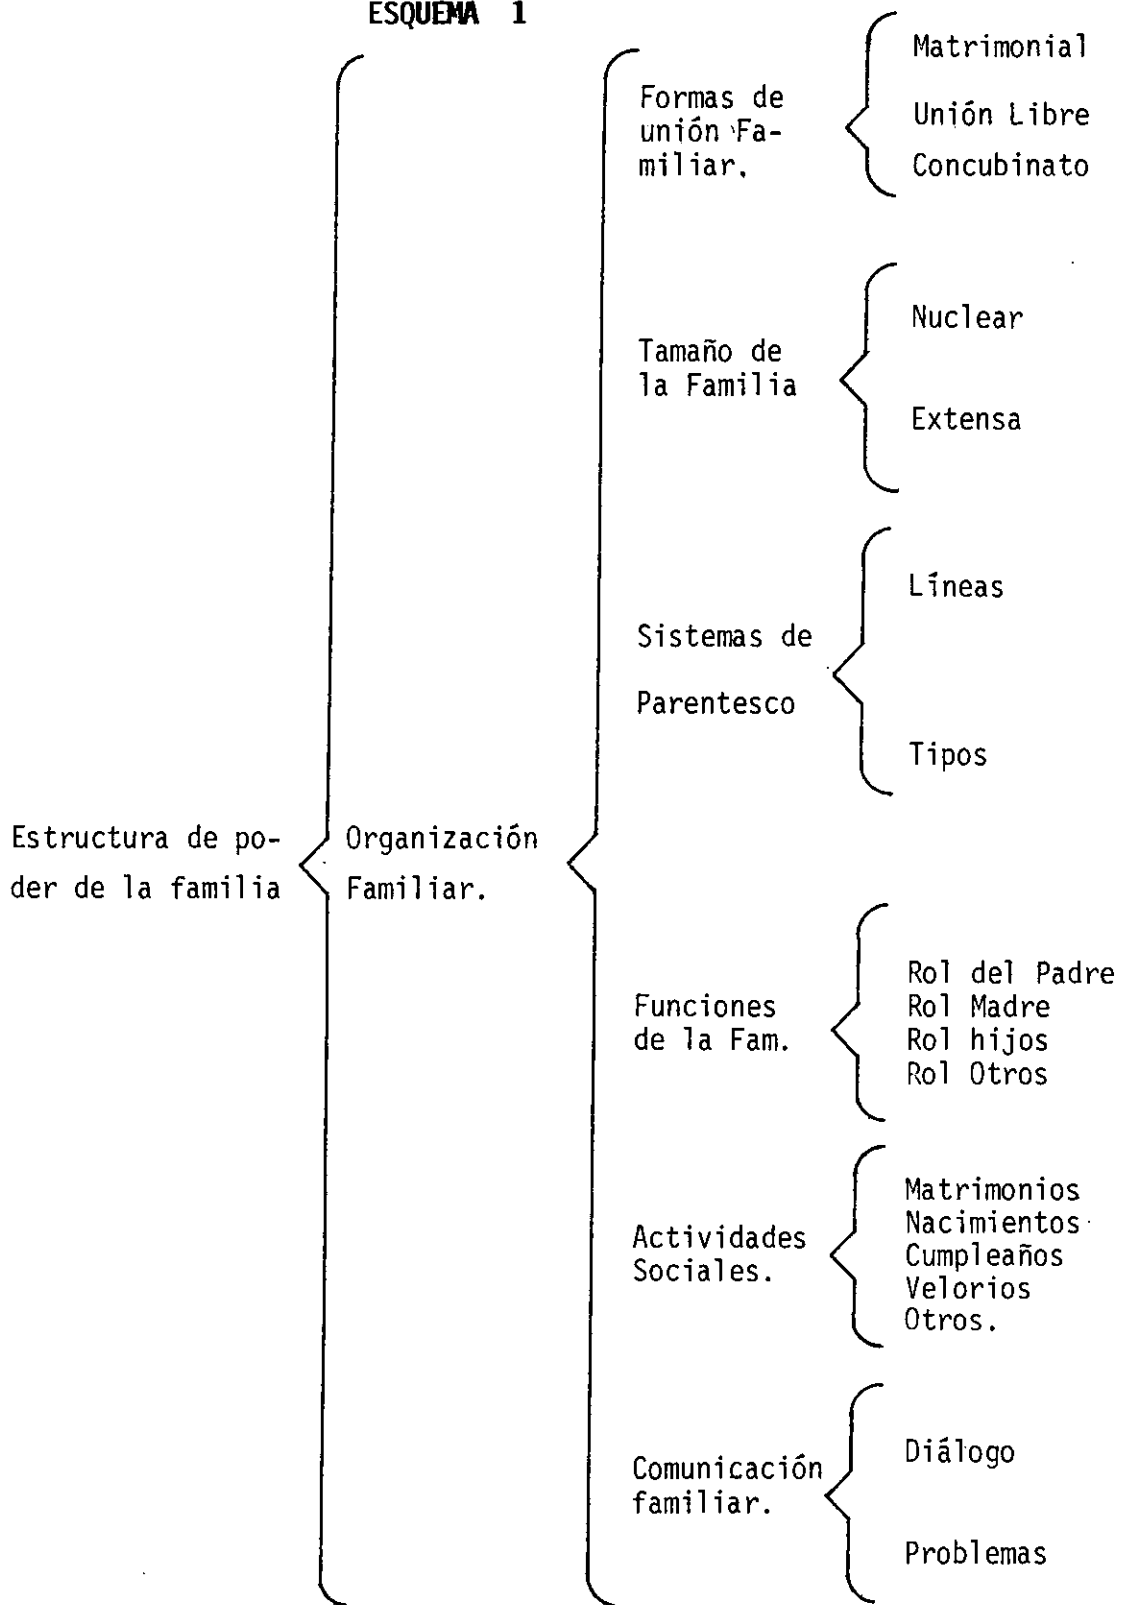 ESQUEMA 1
Estructura de po-
der de la familia
Organización
Familiar.
Formas de
unión Fa-
miliar.
Matrimonial
Unión Libre
Concubinato
Tamaño de
la Familia
Nuclear
Extensa
Sistemas de
Parentesco
Líneas
Tipos
Funciones
de la Fam.
Rol del Padre
Rol Madre
Rol hijos
Rol Otros
Actividades
Sociales.
Matrimonios
Nacimientos
Cumpleaños
Velorios
Otros.
Comunicación
familiar.
Diálogo
Problemas